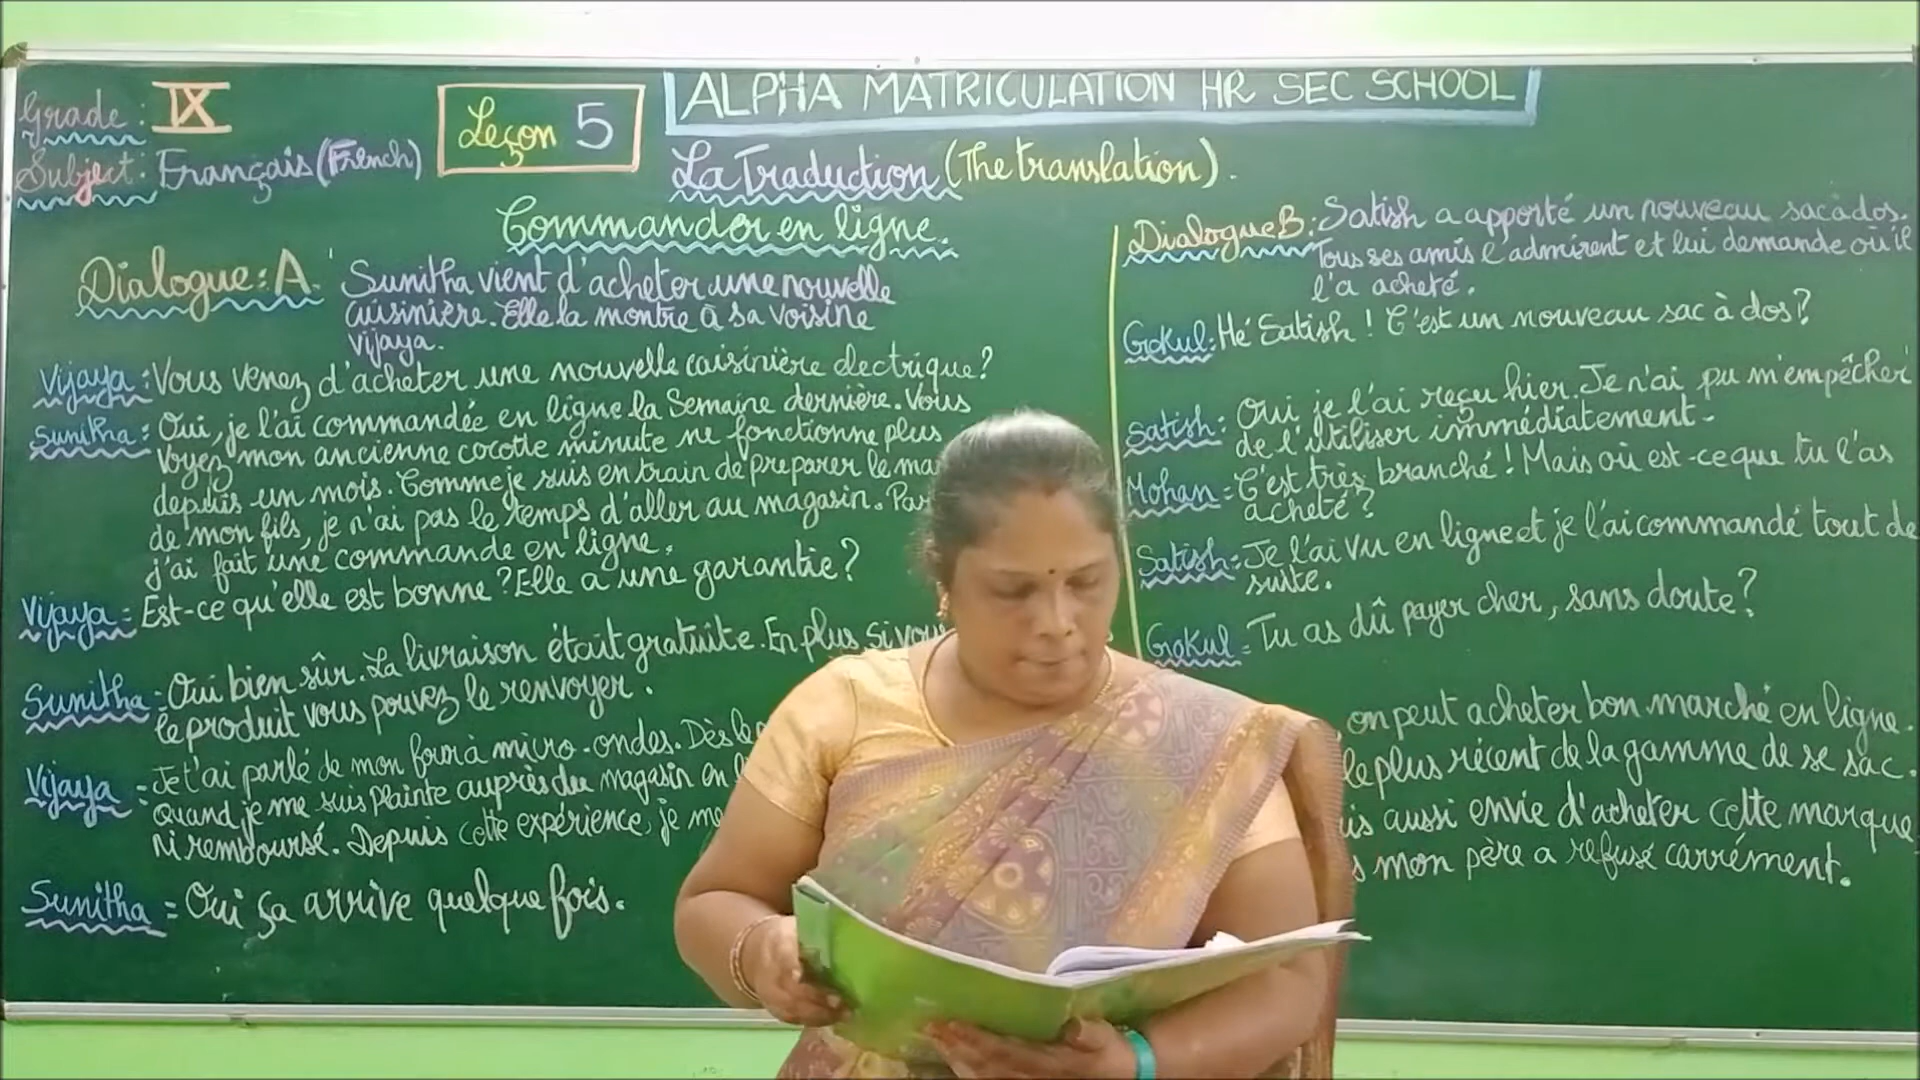 Grade: IX
Subject: Français (French)
Leçon 5
ALPHA MATRICULATION HR SEC SCHOOL
La Traduction (The translation).
Commander en ligne.
Dialogue: A. Sunitha vient d'acheter une nouvelle
cuisinière. Elle la montre à sa voisine
vijaya.
Vijaya: Vous venez d'acheter une nouvelle caisinière electrique?
Sunitha: Oui, je l'ai commandée en ligne la Semaine dernière. Vous
voyez mon ancienne cocotte minute ne fonctionne plus
depuis un mois. Comme je suis en train de preparer le
de mon fils, je n'ai pas le temps d'aller au magasin.
j'ai fait une commande en ligne.
Vijaya: Est-ce qu'elle est bonne? Elle a une garantie?
Sunitha: Oui bien sûr. La livraison était gratuite. En plus, si
le produit vous pouvez le renvoyer.
Vijaya: Je t'ai parlé de mon four à micro-ondes. Dès
Quand je me suis plainte auprès du magasin en
ni remboursé. Depuis cette expérience, je me
Sunitha = Oui ça arrive quelque fois.
Dialogue B: Satish a apporté un nouveau sac à dos.
Tous ses amis l'admirent et lui demande où il
l'a acheté.
Gokul: Hé Satish! C'est un nouveau sac à dos?
Satish: Oui je l'ai reçu hier. Je n'ai pu m'empêcher
de l'utiliser immédiatement.
Mohan= C'est très branché! Mais où est-ce que tu l'as
acheté?
Satish: Je l'ai vu en ligne et je l'ai commandé tout de
suite.
Gokul = Tu as dû payer cher, sans doute?
on peut acheter bon marché en ligne.
le plus récent de la gamme de se sac.
aussi envie d'acheter cette marque
mon père a refusé carrément.